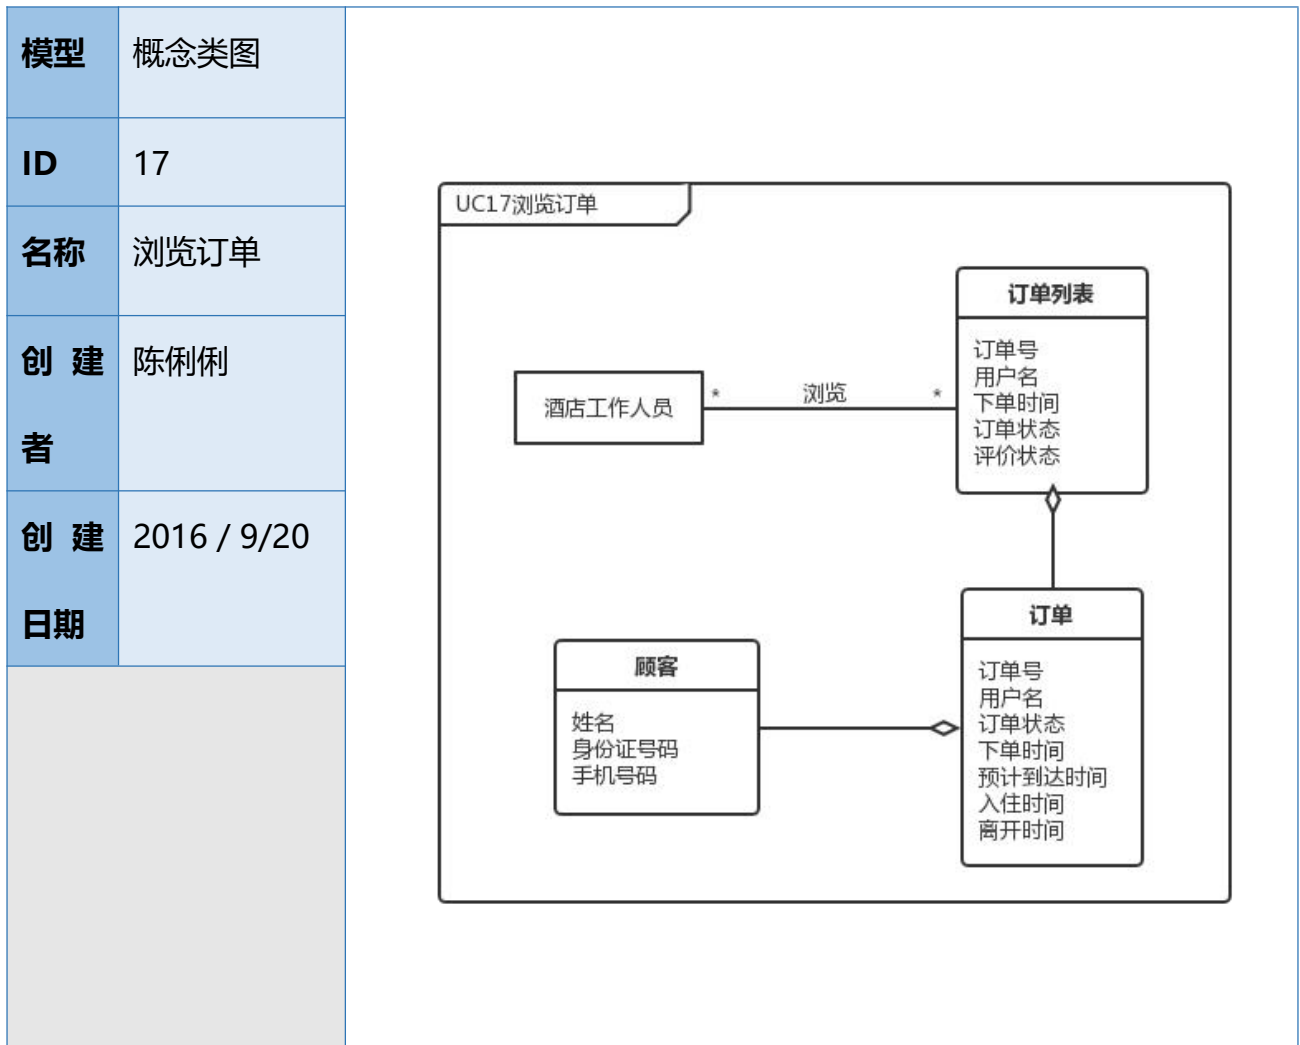 模型 概念类图
ID 17
名称 浏览订单
创 建
者
陈俐俐
创 建
日期
2016 / 9/20
UC17浏览订单
订单列表
订单号
用户名
下单时间
订单状态
评价状态
酒店工作人员
* 浏览 *
顾客
姓名
身份证号码
手机号码
订单
订单号
用户名
订单状态
下单时间
预计到达时间
入住时间
离开时间